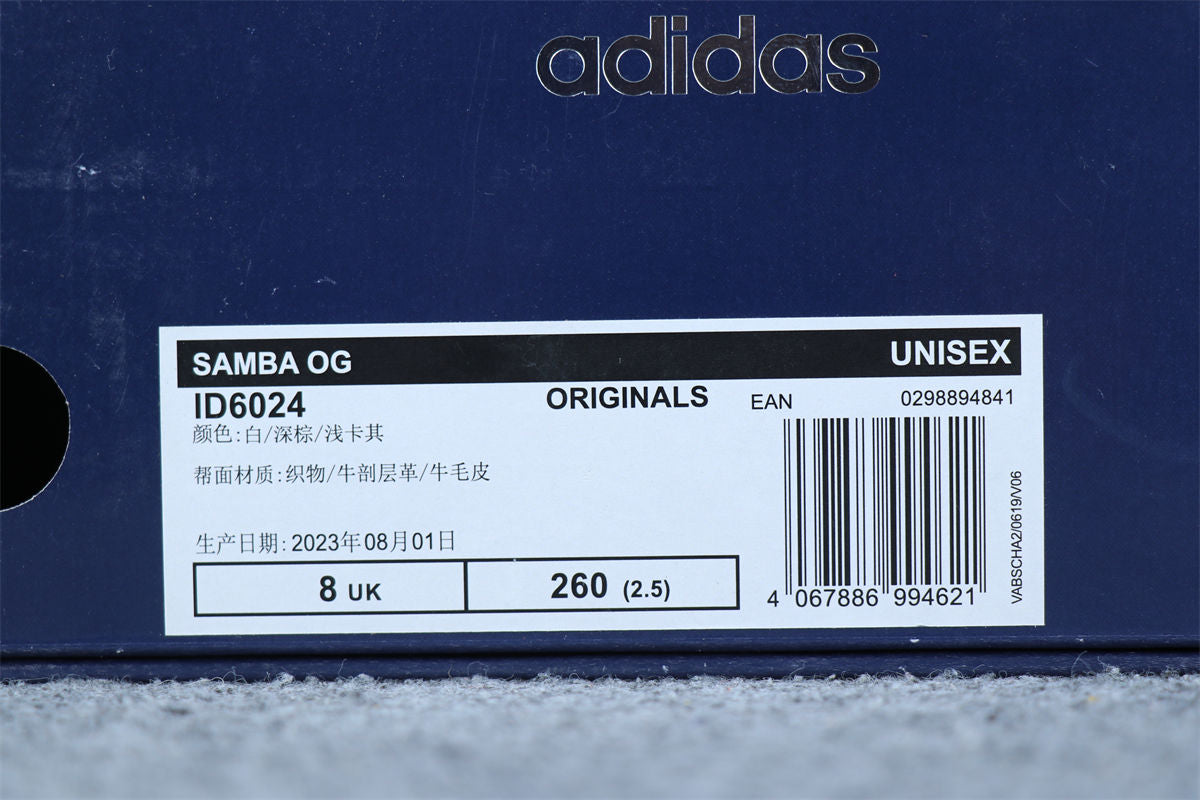 adidas
SAMBA OG UNISEX
ID6024 ORIGINALS EAN 0298894841
颜色:白/深棕/浅卡其
帮面材质:织物/牛剖层革/牛毛皮
VABSCHA2/0619/V06
生产日期:2023年08月01日
8 UK 260 (2.5)
4 067886 994621